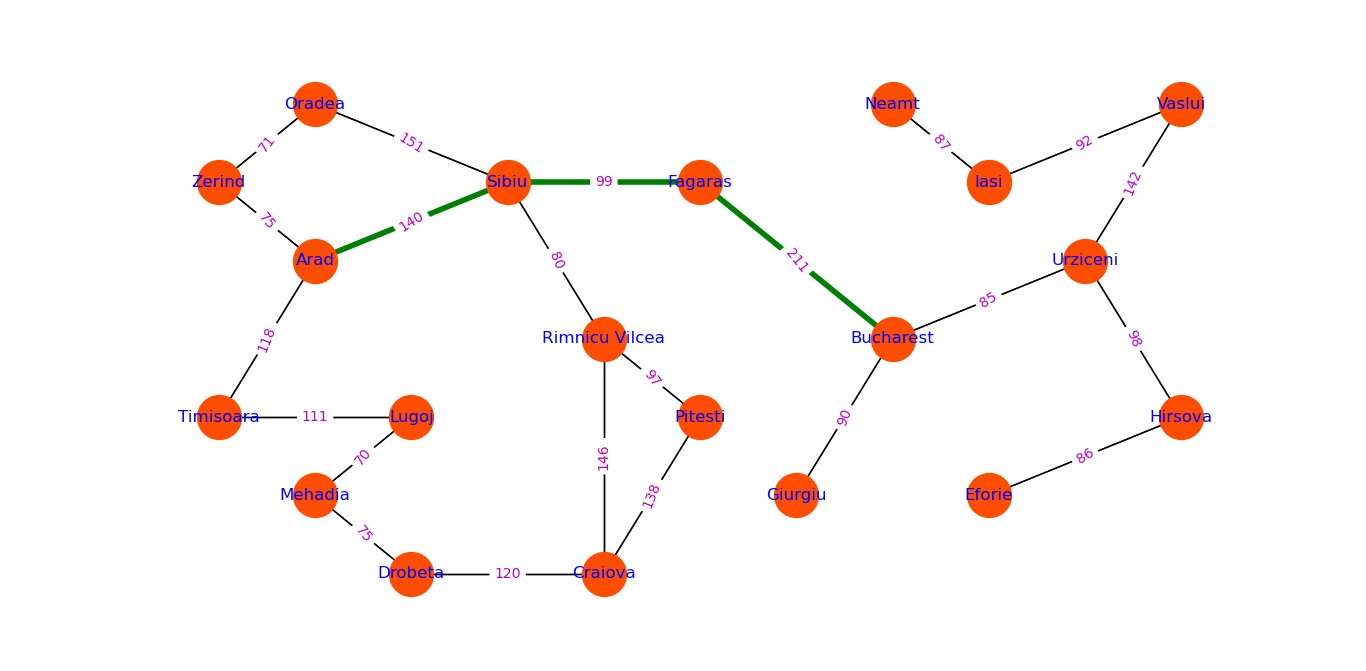 Oradea
Neamt
Vaslui
71
151
87
92
Zerind
Sibiu
99
Fagaras
Iasi
142
75
140
Arad
80
211
Urziceni
85
118
Rimnicu Vilcea
Bucharest
98
97
Timisoara
111
Lugoj
Pitesti
90
Hirsova
70
146
86
Mehadia
138
Giurgiu
Eforie
75
Drobeta
120
Craiova